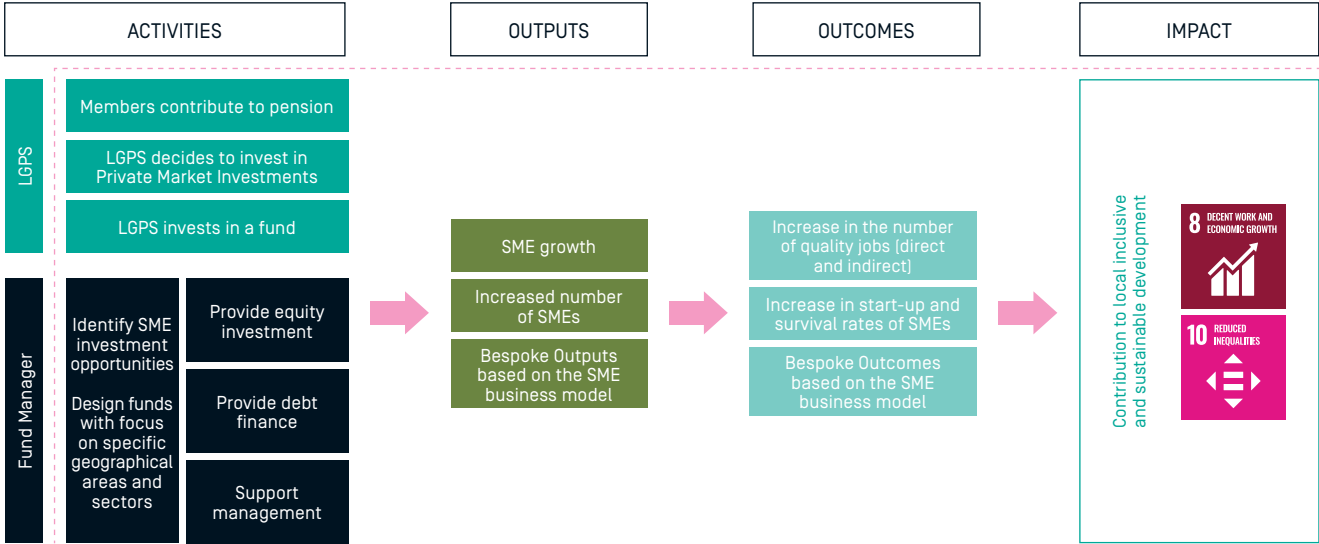 ACTIVITIES
OUTPUTS
OUTCOMES
IMPACT
LGPS
Members contribute to pension
LGPS decides to invest in
Private Market Investments
LGPS invests in a fund
Fund Manager
Identify SME
investment
opportunities
Design funds
with focus
on specific
geographical
areas and
sectors
Provide equity
investment
Provide debt
finance
Support
management
SME growth
Increased number
of SMEs
Bespoke Outputs
based on the SME
business model
Increase in the number
of quality jobs (direct
and indirect)
Increase in start-up and
survival rates of SMEs
Bespoke Outcomes
based on the SME
business model
Contribution to local inclusive
and sustainable development
8 DECENT WORK AND
ECONOMIC GROWTH
10 REDUCED
INEQUALITIES